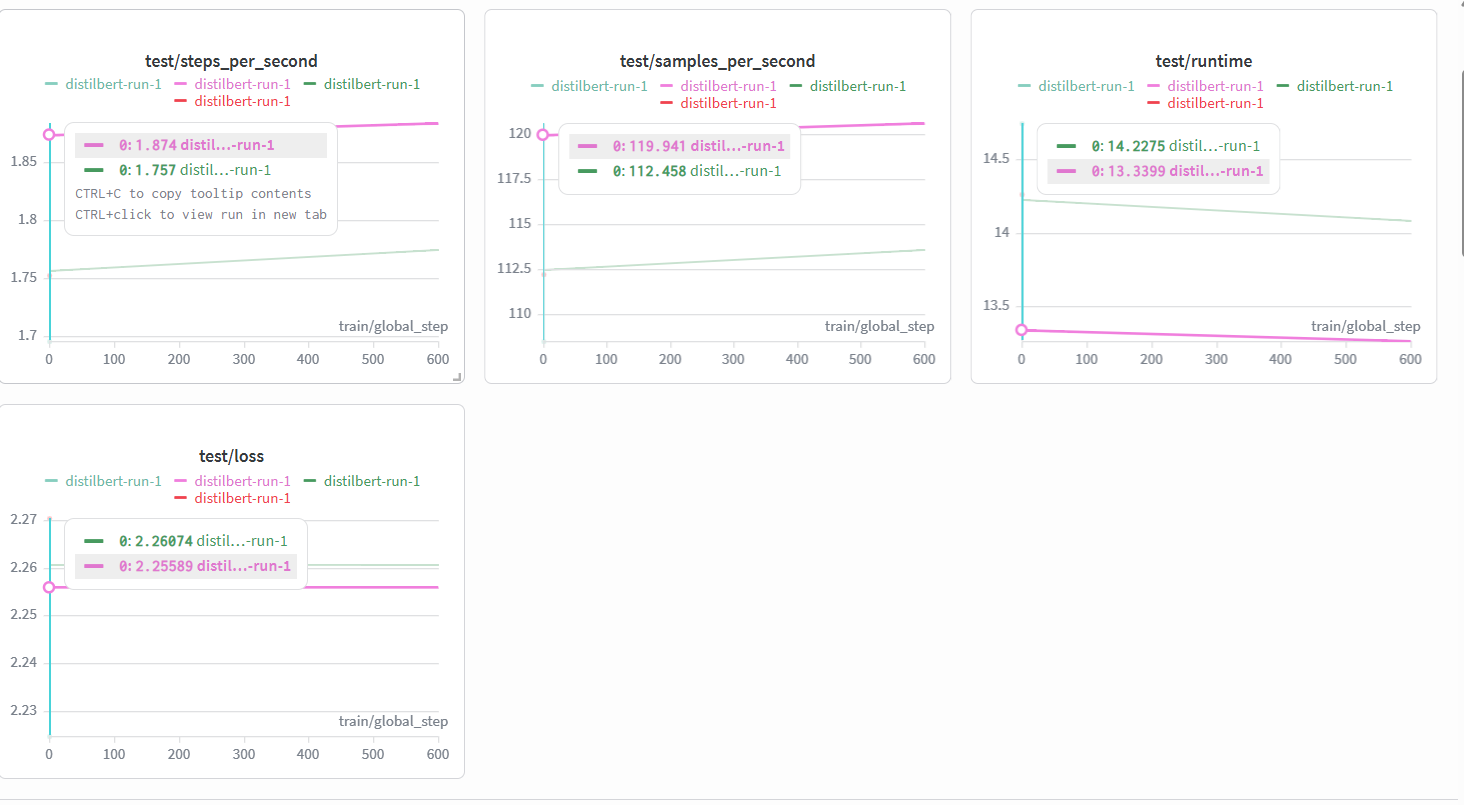 test/steps_per_second
distilbert-run-1 distilbert-run-1 distilbert-run-1
distilbert-run-1
0: 1.874 distil...-run-1
0: 1.757 distil...-run-1
CTRL+C to copy tooltip contents
CTRL+click to view run in new tab
1.85
1.8
1.75
1.7
train/global_step
0 100 200 300 400 500 600
test/samples_per_second
distilbert-run-1 distilbert-run-1 distilbert-run-1
distilbert-run-1
0: 119.941 distil...-run-1
0: 112.458 distil...-run-1
120
117.5
115
112.5
110
train/global_step
0 100 200 300 400 500 600
test/runtime
distilbert-run-1 distilbert-run-1 distilbert-run-1
distilbert-run-1
0: 14.2275 distil...-run-1
0: 13.3399 distil...-run-1
14.5
14
13.5
train/global_step
0 100 200 300 400 500 600
test/loss
distilbert-run-1 distilbert-run-1 distilbert-run-1
distilbert-run-1
0: 2.26074 distil...-run-1
0: 2.25589 distil...-run-1
2.27
2.26
2.25
2.24
2.23
train/global_step
0 100 200 300 400 500 600